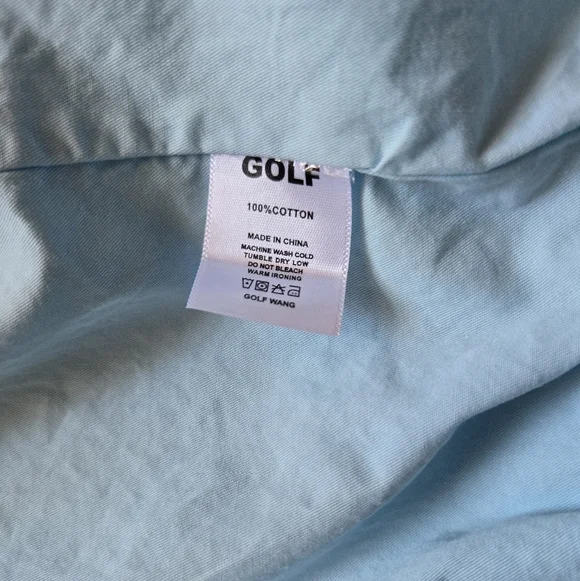 GOLF
100%COTTON
MADE IN CHINA
MACHINE WASH COLD
TUMBLE DRY LOW
DO NOT BLEACH
WARM IRONING
GOLF WANG